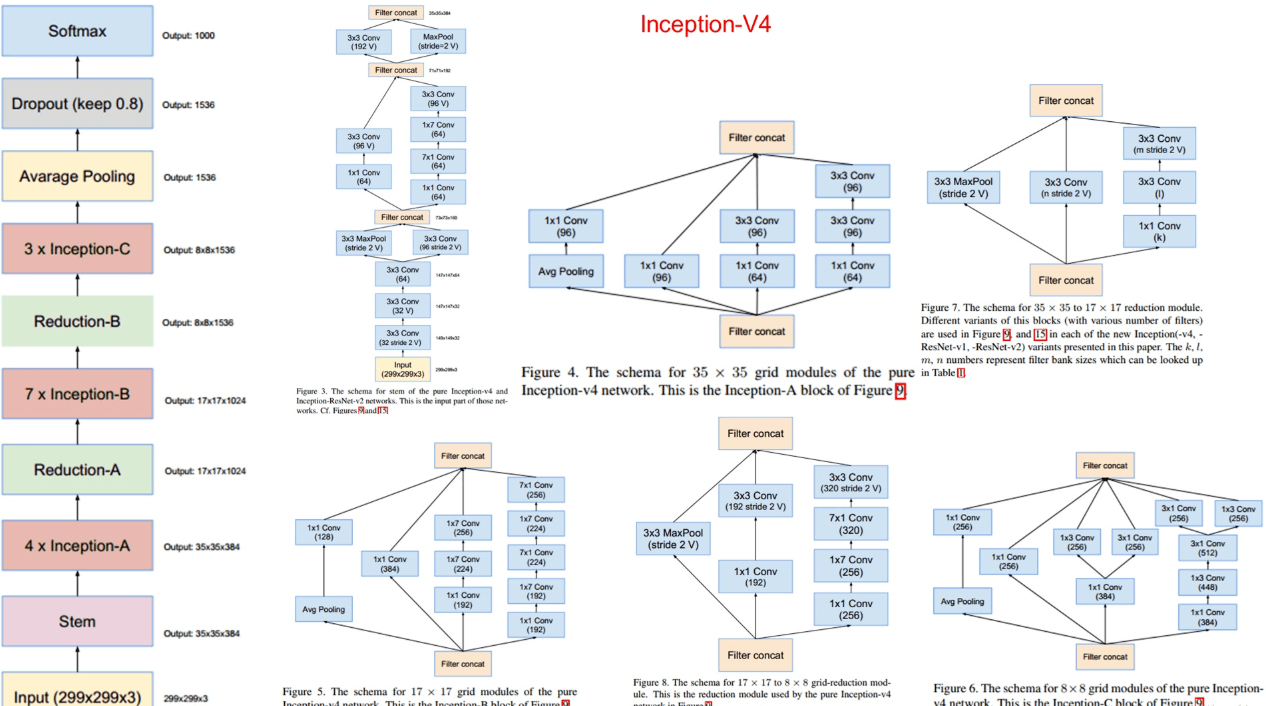 Inception-V4
Softmax
Output: 1000
Dropout (keep 0.8)
Output: 1536
Avarage Pooling
Output: 1536
3 x Inception-C
Output: 8x8x1536
Reduction-B
Output: 8x8x1536
7 x Inception-B
Output: 17x17x1024
Reduction-A
Output: 17x17x1024
4 x Inception-A
Output: 35x35x384
Stem
Output: 35x35x384
Input (299x299x3)
299x299x3
Filter concat
35x35x384
3x3 Conv
(192 V)
MaxPool
(stride=2 V)
Filter concat
71x71x192
3x3 Conv
(96 V)
1x7 Conv
(64)
3x3 Conv
(96 V)
7x1 Conv
(64)
1x1 Conv
(64)
1x1 Conv
(64)
Filter concat
73x73x160
3x3 MaxPool
(stride 2 V)
3x3 Conv
(96 stride 2 V)
3x3 Conv
(64)
147x147x64
3x3 Conv
(32 V)
147x147x32
3x3 Conv
(32 stride 2 V)
149x149x32
Input
(299x299x3)
299x299x3
Figure 3. The schema for stem of the pure Inception-v4 and
Inception-ResNet-v2 networks. This is the input part of those net-
works. Cf. Figures 9 and 15
Filter concat
3x3 Conv
(96)
1x1 Conv
(96)
3x3 Conv
(96)
3x3 Conv
(96)
Avg Pooling
1x1 Conv
(96)
1x1 Conv
(64)
1x1 Conv
(64)
Filter concat
Figure 4. The schema for 35 × 35 grid modules of the pure
Inception-v4 network. This is the Inception-A block of Figure 9.
Filter concat
3x3 Conv
(m stride 2 V)
3x3 MaxPool
(stride 2 V)
3x3 Conv
(n stride 2 V)
3x3 Conv
(l)
1x1 Conv
(k)
Filter concat
Figure 7. The schema for 35 × 35 to 17 × 17 reduction module.
Different variants of this blocks (with various number of filters)
are used in Figure 9, and 15 in each of the new Inception(-v4, -
ResNet-v1, -ResNet-v2) variants presented in this paper. The k, l,
m, n numbers represent filter bank sizes which can be looked up
in Table 1.
Filter concat
7x1 Conv
(256)
1x1 Conv
(128)
1x7 Conv
(256)
1x7 Conv
(224)
1x1 Conv
(384)
1x7 Conv
(224)
7x1 Conv
(224)
Avg Pooling
1x1 Conv
(192)
1x7 Conv
(192)
1x1 Conv
(192)
Filter concat
Figure 5. The schema for 17 × 17 grid modules of the pure
Inception-v4 network. This is the Inception-B block of Figure 9.
Filter concat
3x3 Conv
(320 stride 2 V)
3x3 Conv
(192 stride 2 V)
3x3 MaxPool
(stride 2 V)
7x1 Conv
(320)
1x7 Conv
(256)
1x1 Conv
(192)
1x1 Conv
(256)
Filter concat
Figure 8. The schema for 17 × 17 to 8 × 8 grid-reduction mod-
ule. This is the reduction module used by the pure Inception-v4
network in Figure 9.
Filter concat
1x1 Conv
(256)
3x1 Conv
(256)
1x3 Conv
(256)
1x3 Conv
(256)
3x1 Conv
(256)
3x1 Conv
(512)
1x1 Conv
(256)
1x1 Conv
(384)
1x3 Conv
(448)
Avg Pooling
1x1 Conv
(384)
Filter concat
Figure 6. The schema for 8×8 grid modules of the pure Inception-
v4 network. This is the Inception-C block of Figure 9.